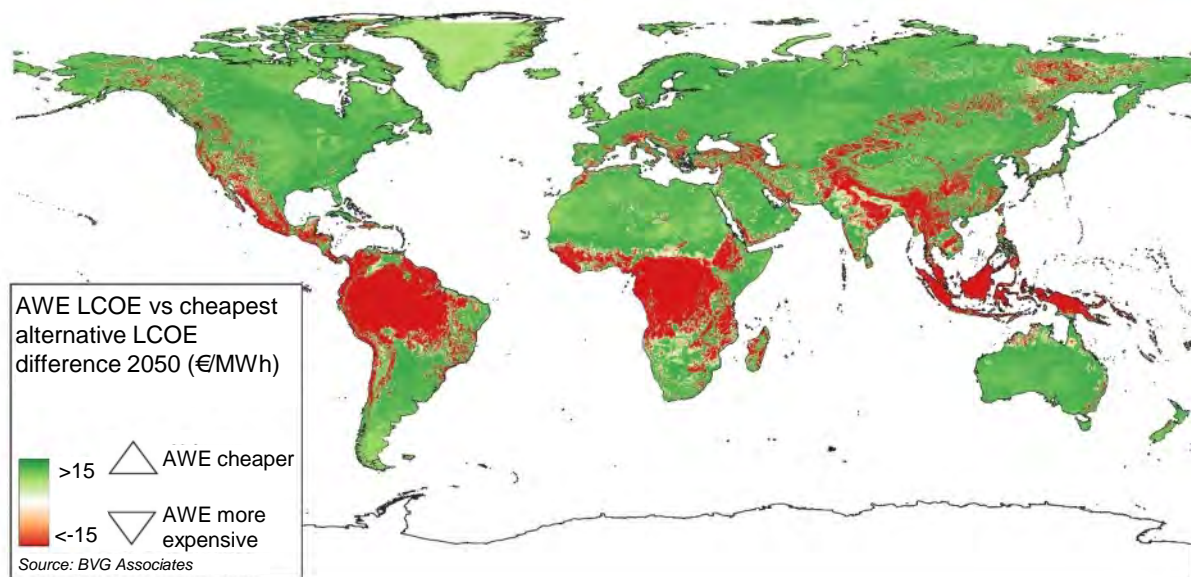 AWE LCOE vs cheapest
alternative LCOE
difference 2050 (€/MWh)
>15
AWE cheaper
<-15
AWE more
expensive
Source: BVG Associates